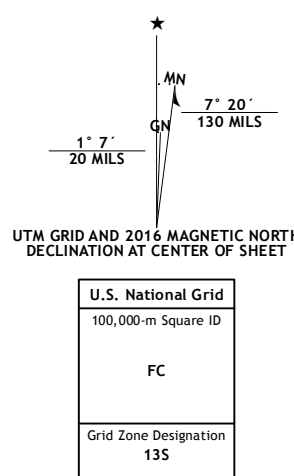 MN
GN
7° 20´
130 MILS
1° 7´
20 MILS
UTM GRID AND 2016 MAGNETIC NORTH
DECLINATION AT CENTER OF SHEET
U.S. National Grid
100,000-m Square ID
FC
Grid Zone Designation
13S